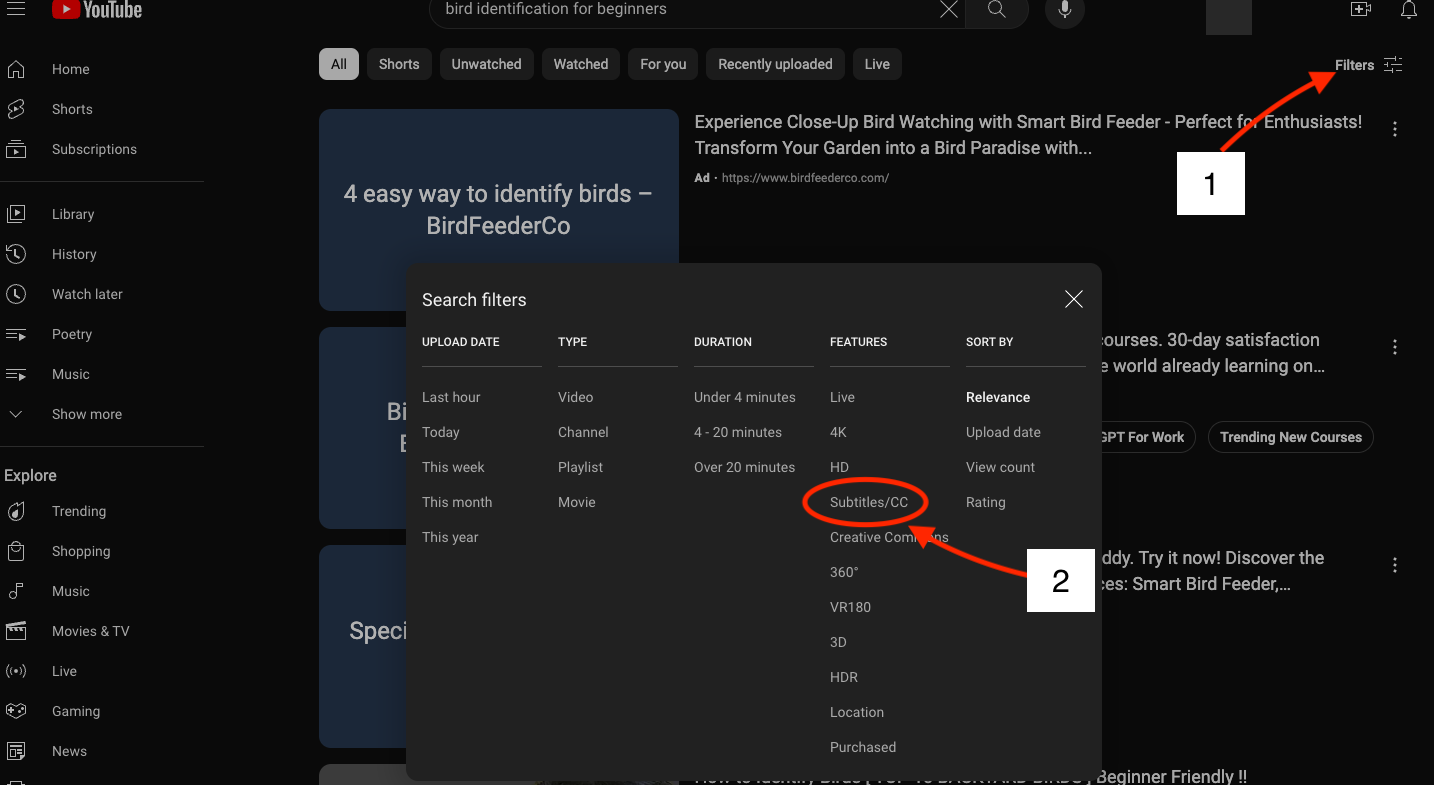 YouTube
bird identification for beginners
Home
Shorts
Subscriptions
Library
History
Watch later
Poetry
Music
Show more
Explore
Trending
Shopping
Music
Movies & TV
Live
Gaming
News
All
Shorts
Unwatched
Watched
For you
Recently uploaded
Live
Filters
1
4 easy way to identify birds –
BirdFeederCo
Experience Close-Up Bird Watching with Smart Bird Feeder - Perfect for Enthusiasts!
Transform Your Garden into a Bird Paradise with...
Ad · https://www.birdfeederco.com/
Search filters
UPLOAD DATE
Last hour
Today
This week
This month
This year
TYPE
Video
Channel
Playlist
Movie
DURATION
Under 4 minutes
4 - 20 minutes
Over 20 minutes
FEATURES
Live
4K
HD
Subtitles/CC
Creative Commons
360°
VR180
3D
HDR
Location
Purchased
SORT BY
Relevance
Upload date
View count
Rating
2
courses. 30-day satisfaction
world already learning on...
GPT For Work
Trending New Courses
Try it now! Discover the
Smart Bird Feeder,...
Speci
Beginner Friendly !!